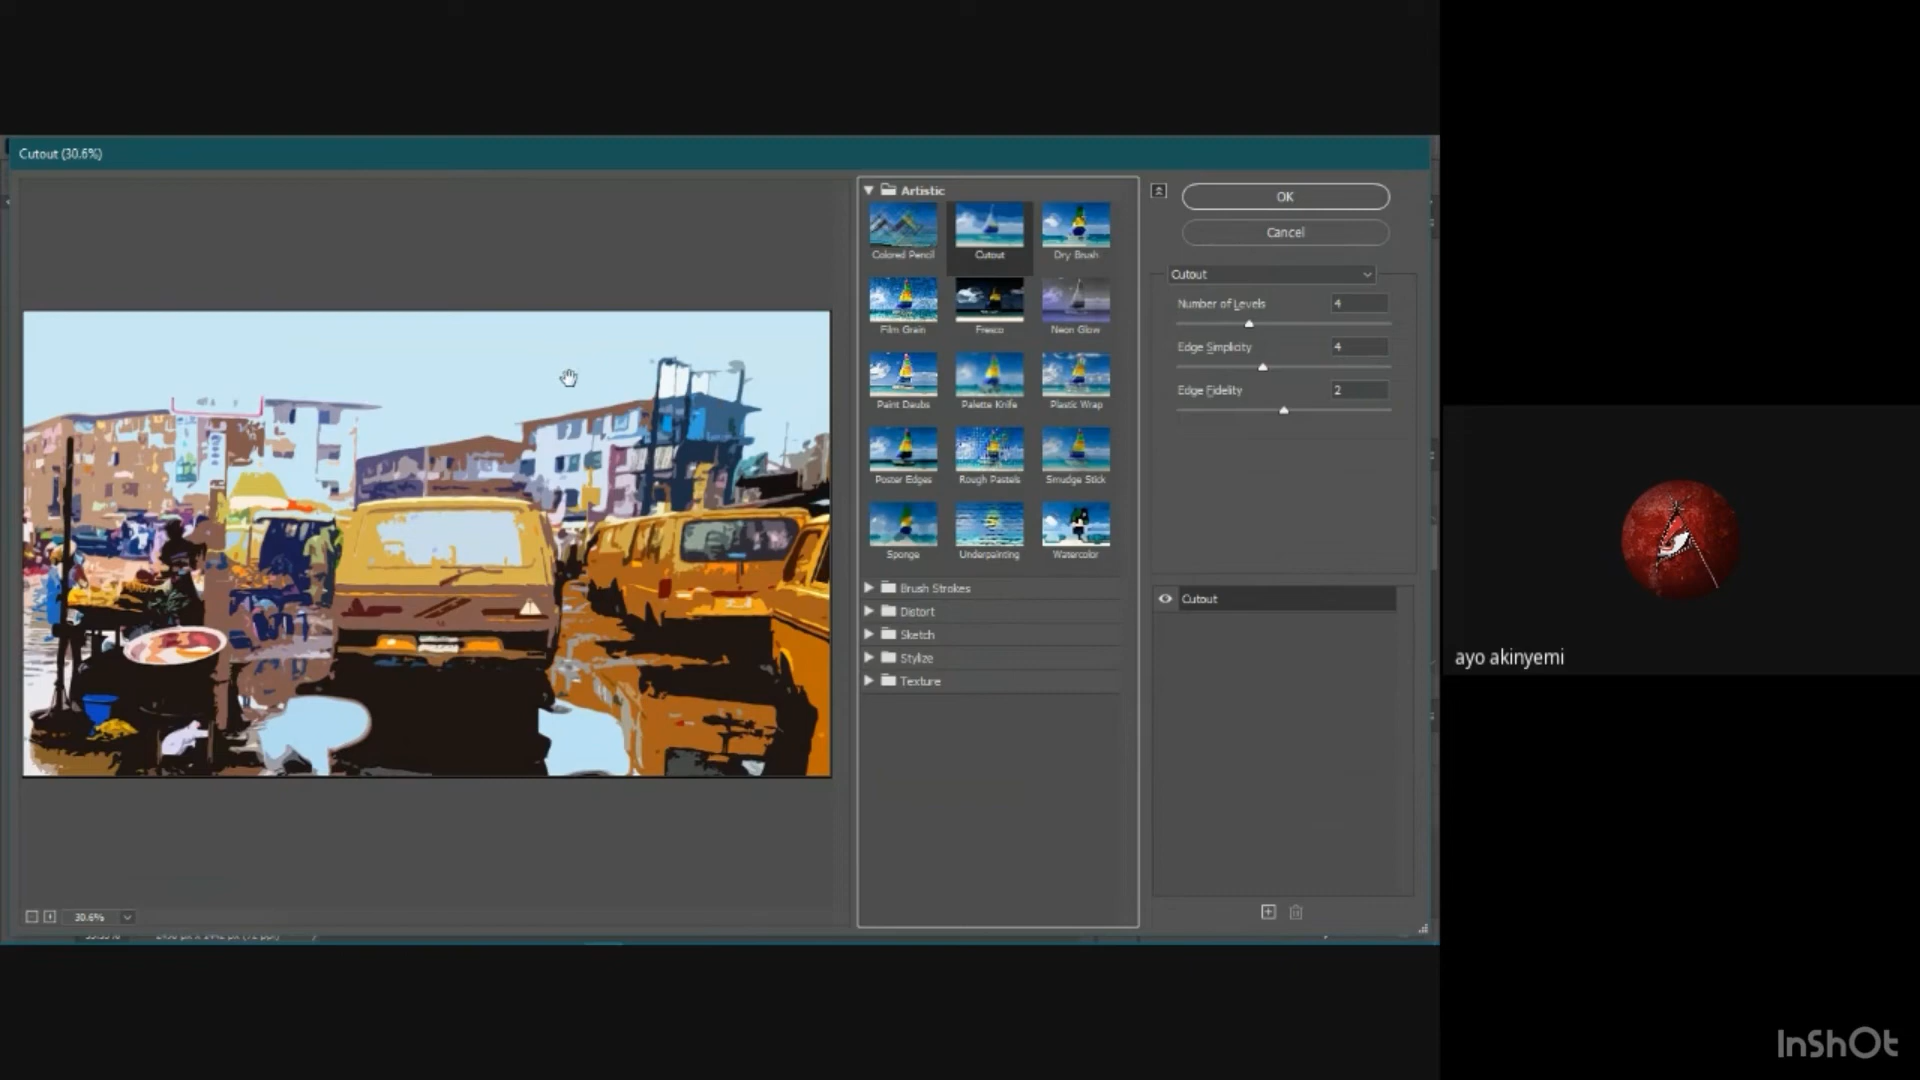 Cutout (30.6%)
Artistic
Colored Pencil
Cutout
Dry Brush
Film Grain
Fresco
Neon Glow
Paint Daubs
Palette Knife
Plastic Wrap
Poster Edges
Rough Pastels
Smudge Stick
Sponge
Underpainting
Watercolor
Brush Strokes
Distort
Sketch
Stylize
Texture
30.6%
OK
Cancel
Cutout
Number of Levels 4
Edge Simplicity 4
Edge Fidelity 2
Cutout
ayo akinyemi
InShOt